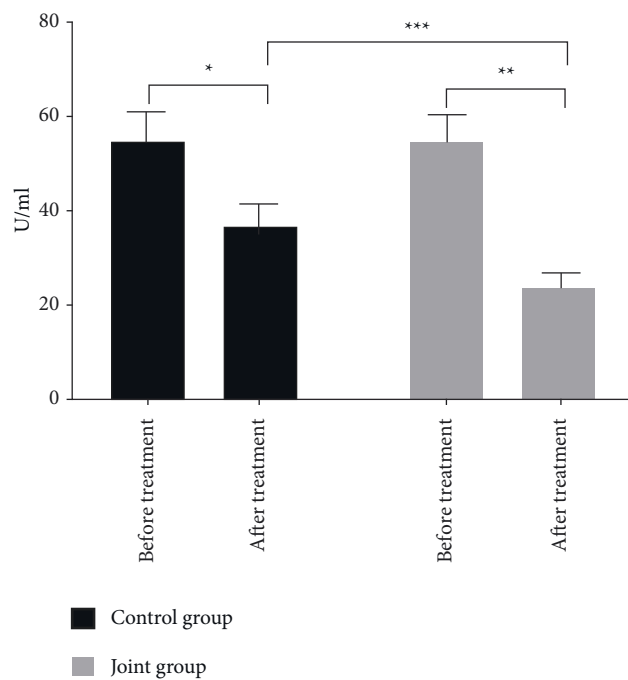 80
***
*
**
60
U/ml
40
20
0
Before treatment
After treatment
Before treatment
After treatment
Control group
Joint group